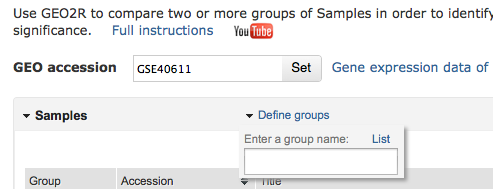 Use GEO2R to compare two or more groups of Samples in order to identify
significance. Full instructions YouTube
GEO accession GSE40611 Set Gene expression data of
Samples Define groups
Enter a group name: List
Group Accession Title